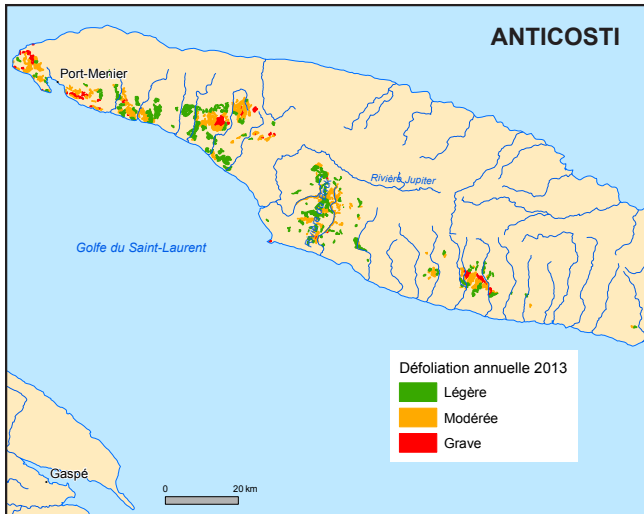 ANTICOSTI
Port-Menier
Rivière Jupiter
Golfe du Saint-Laurent
Défoliation annuelle 2013
Légère
Modérée
Grave
Gaspé
0 20 km